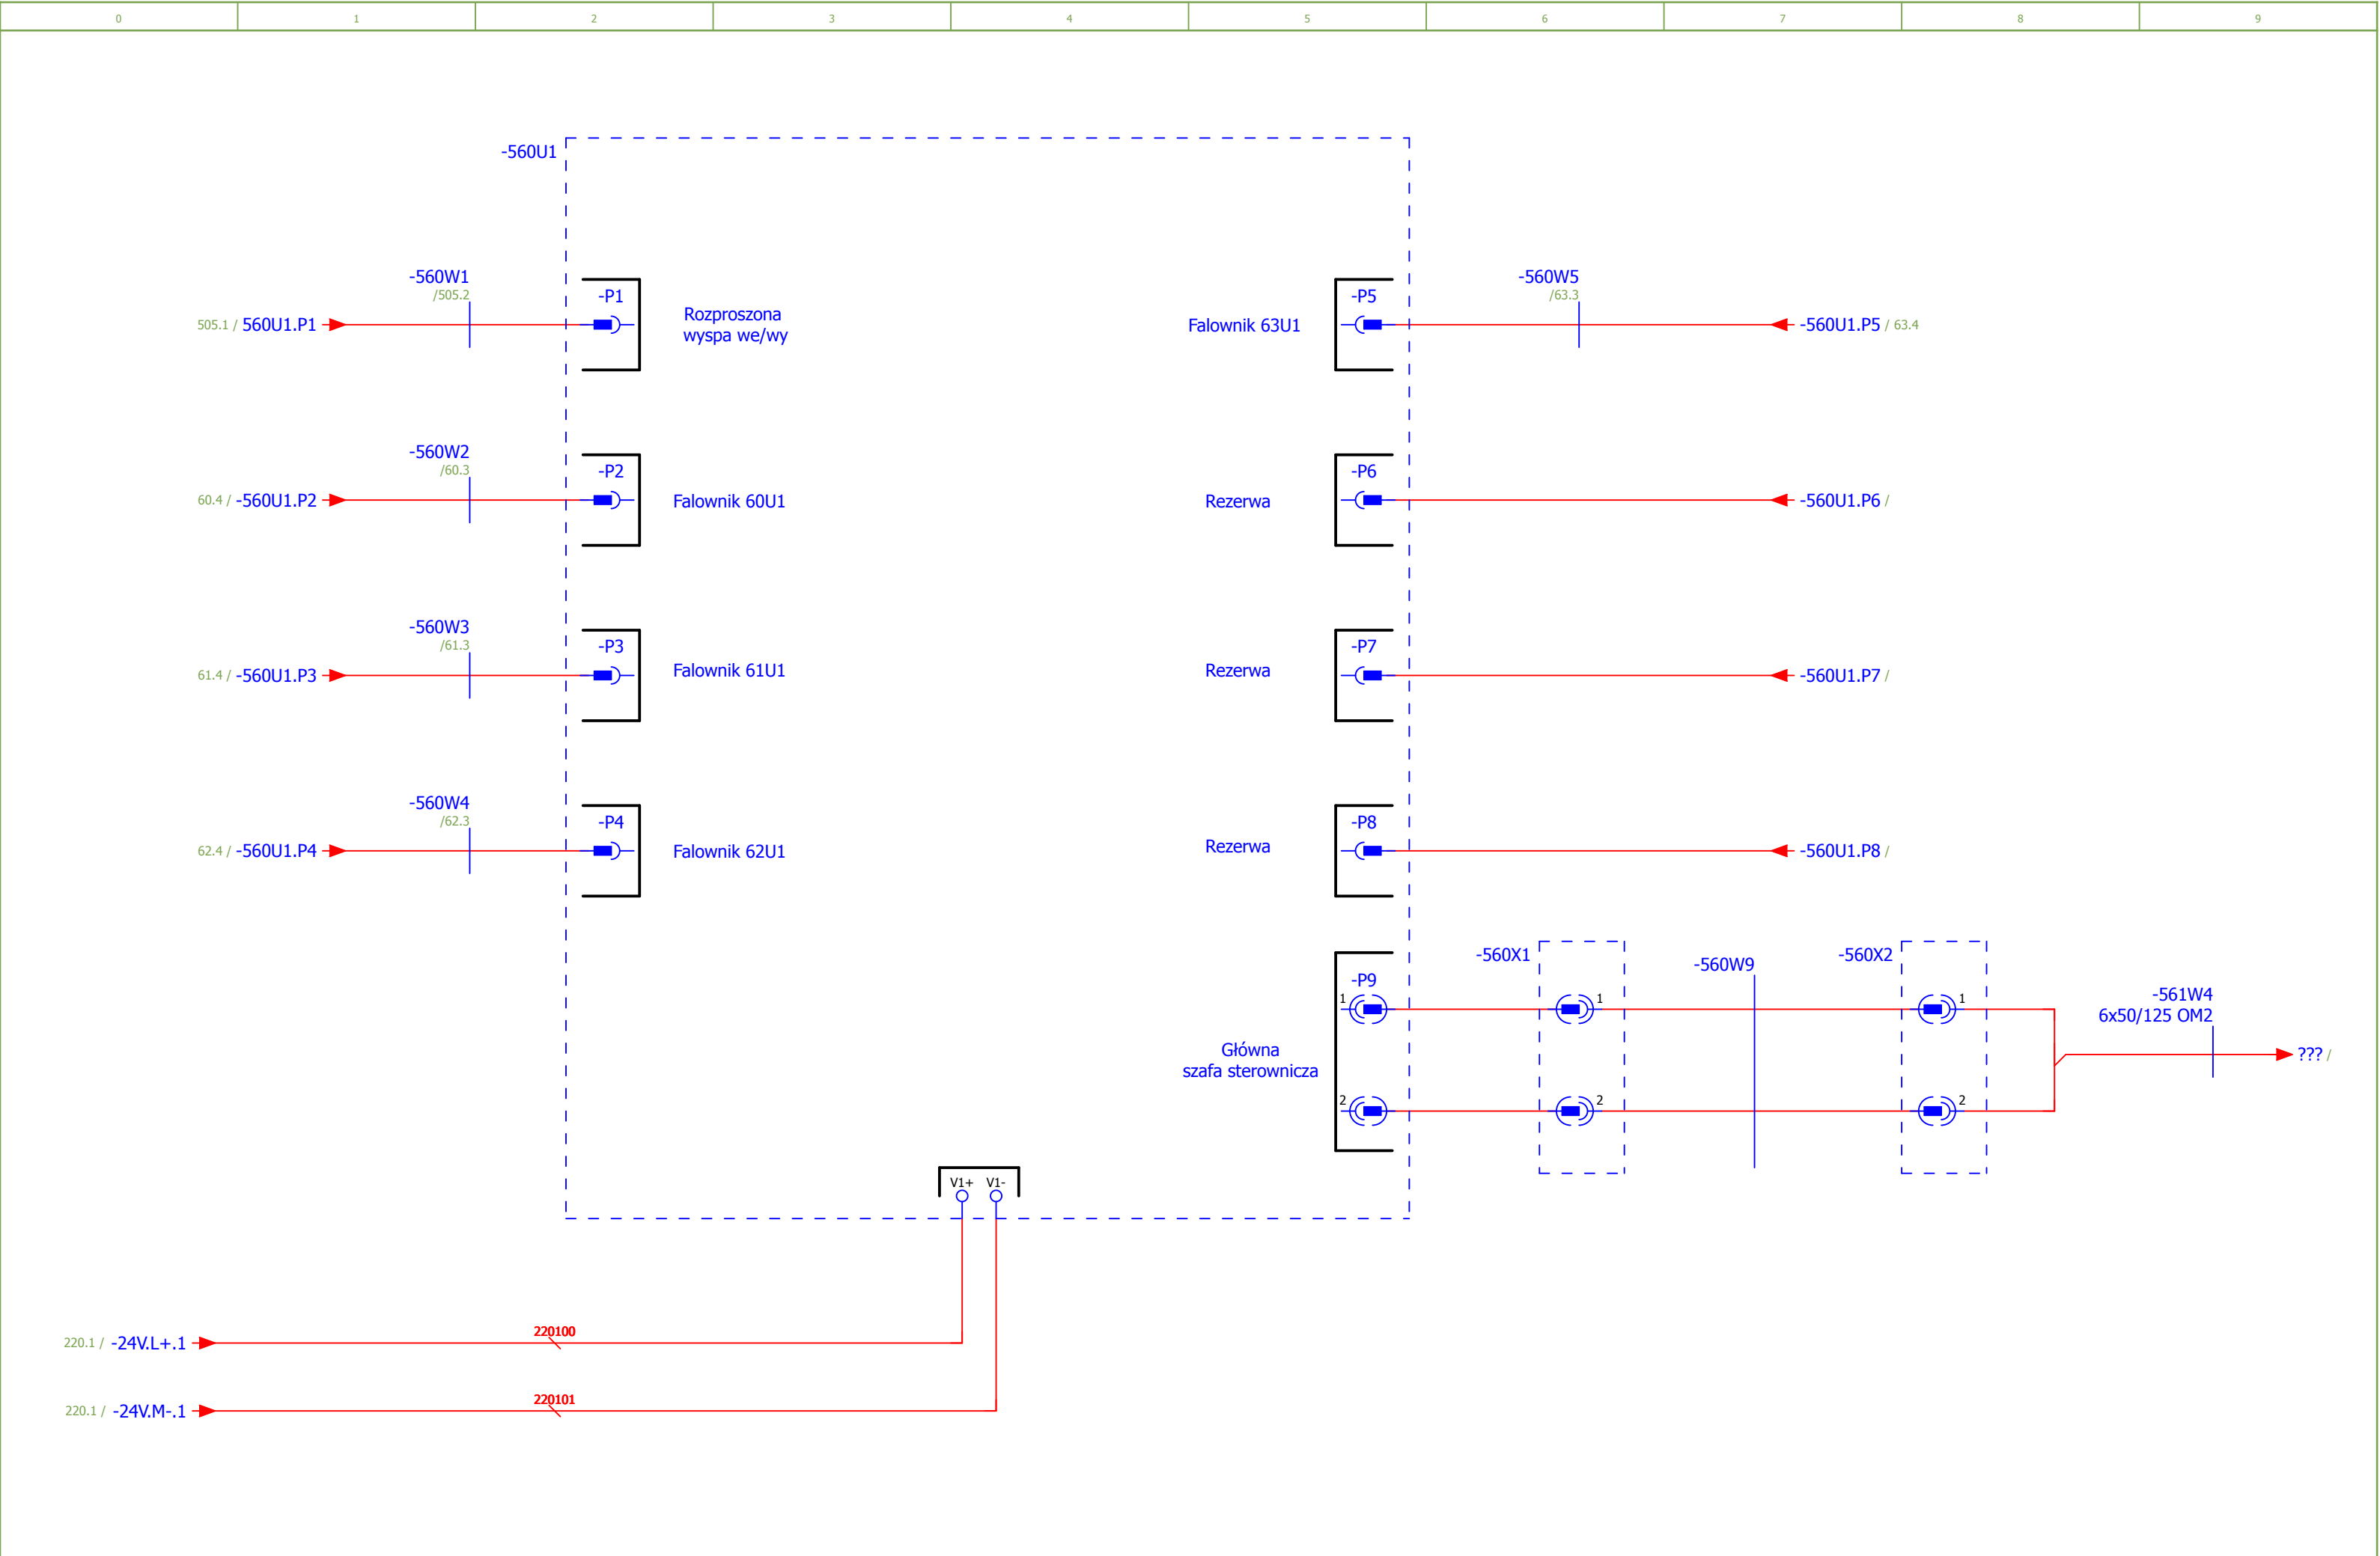 0 1 2 3 4 5 6 7 8 9
-560U1
-560W1
/505.2
505.1 / 560U1.P1
-P1
Rozproszona
wyspa we/wy
-560W2
/60.3
60.4 / -560U1.P2
-P2
Falownik 60U1
-560W3
/61.3
61.4 / -560U1.P3
-P3
Falownik 61U1
-560W4
/62.3
62.4 / -560U1.P4
-P4
Falownik 62U1
-P5
Falownik 63U1
-560W5
/63.3
-560U1.P5 / 63.4
-P6
Rezerwa
-560U1.P6 /
-P7
Rezerwa
-560U1.P7 /
-P8
Rezerwa
-560U1.P8 /
-P9
1
2
Główna
szafa sterownicza
-560X1
1
2
-560W9
-560X2
1
2
-561W4
6x50/125 OM2
??? /
V1+ V1-
220.1 / -24V.L+.1
220100
220.1 / -24V.M-.1
220101